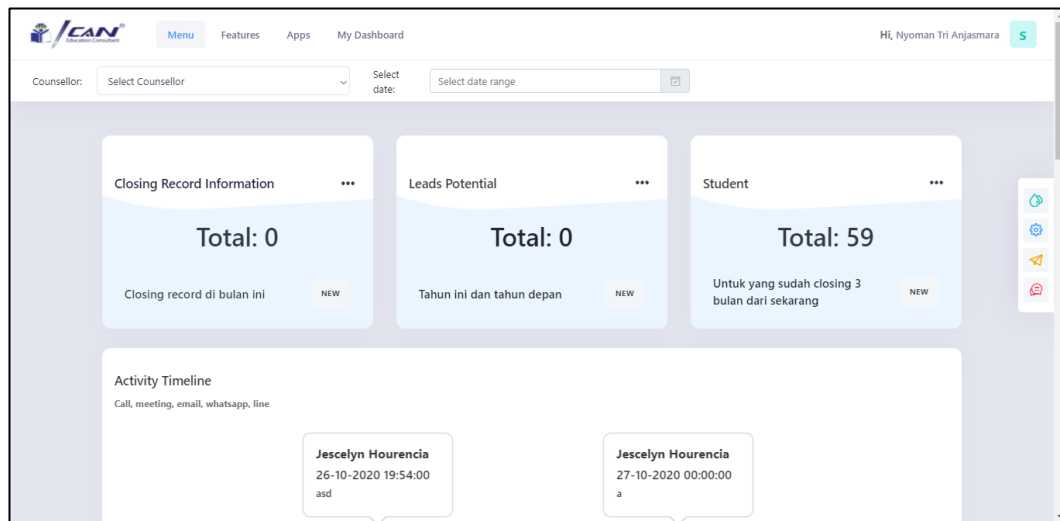 ICAN®
Education Consultant
Menu Features Apps My Dashboard
Hi, Nyoman Tri Anjasmara S
Counsellor: Select Counsellor
Select
date:
Select date range
Closing Record Information •••
Total: 0
Closing record di bulan ini NEW
Leads Potential •••
Total: 0
Tahun ini dan tahun depan NEW
Student •••
Total: 59
Untuk yang sudah closing 3
bulan dari sekarang
NEW
Activity Timeline
Call, meeting, email, whatsapp, line
Jescelyn Hourencia
26-10-2020 19:54:00
asd
Jescelyn Hourencia
27-10-2020 00:00:00
a